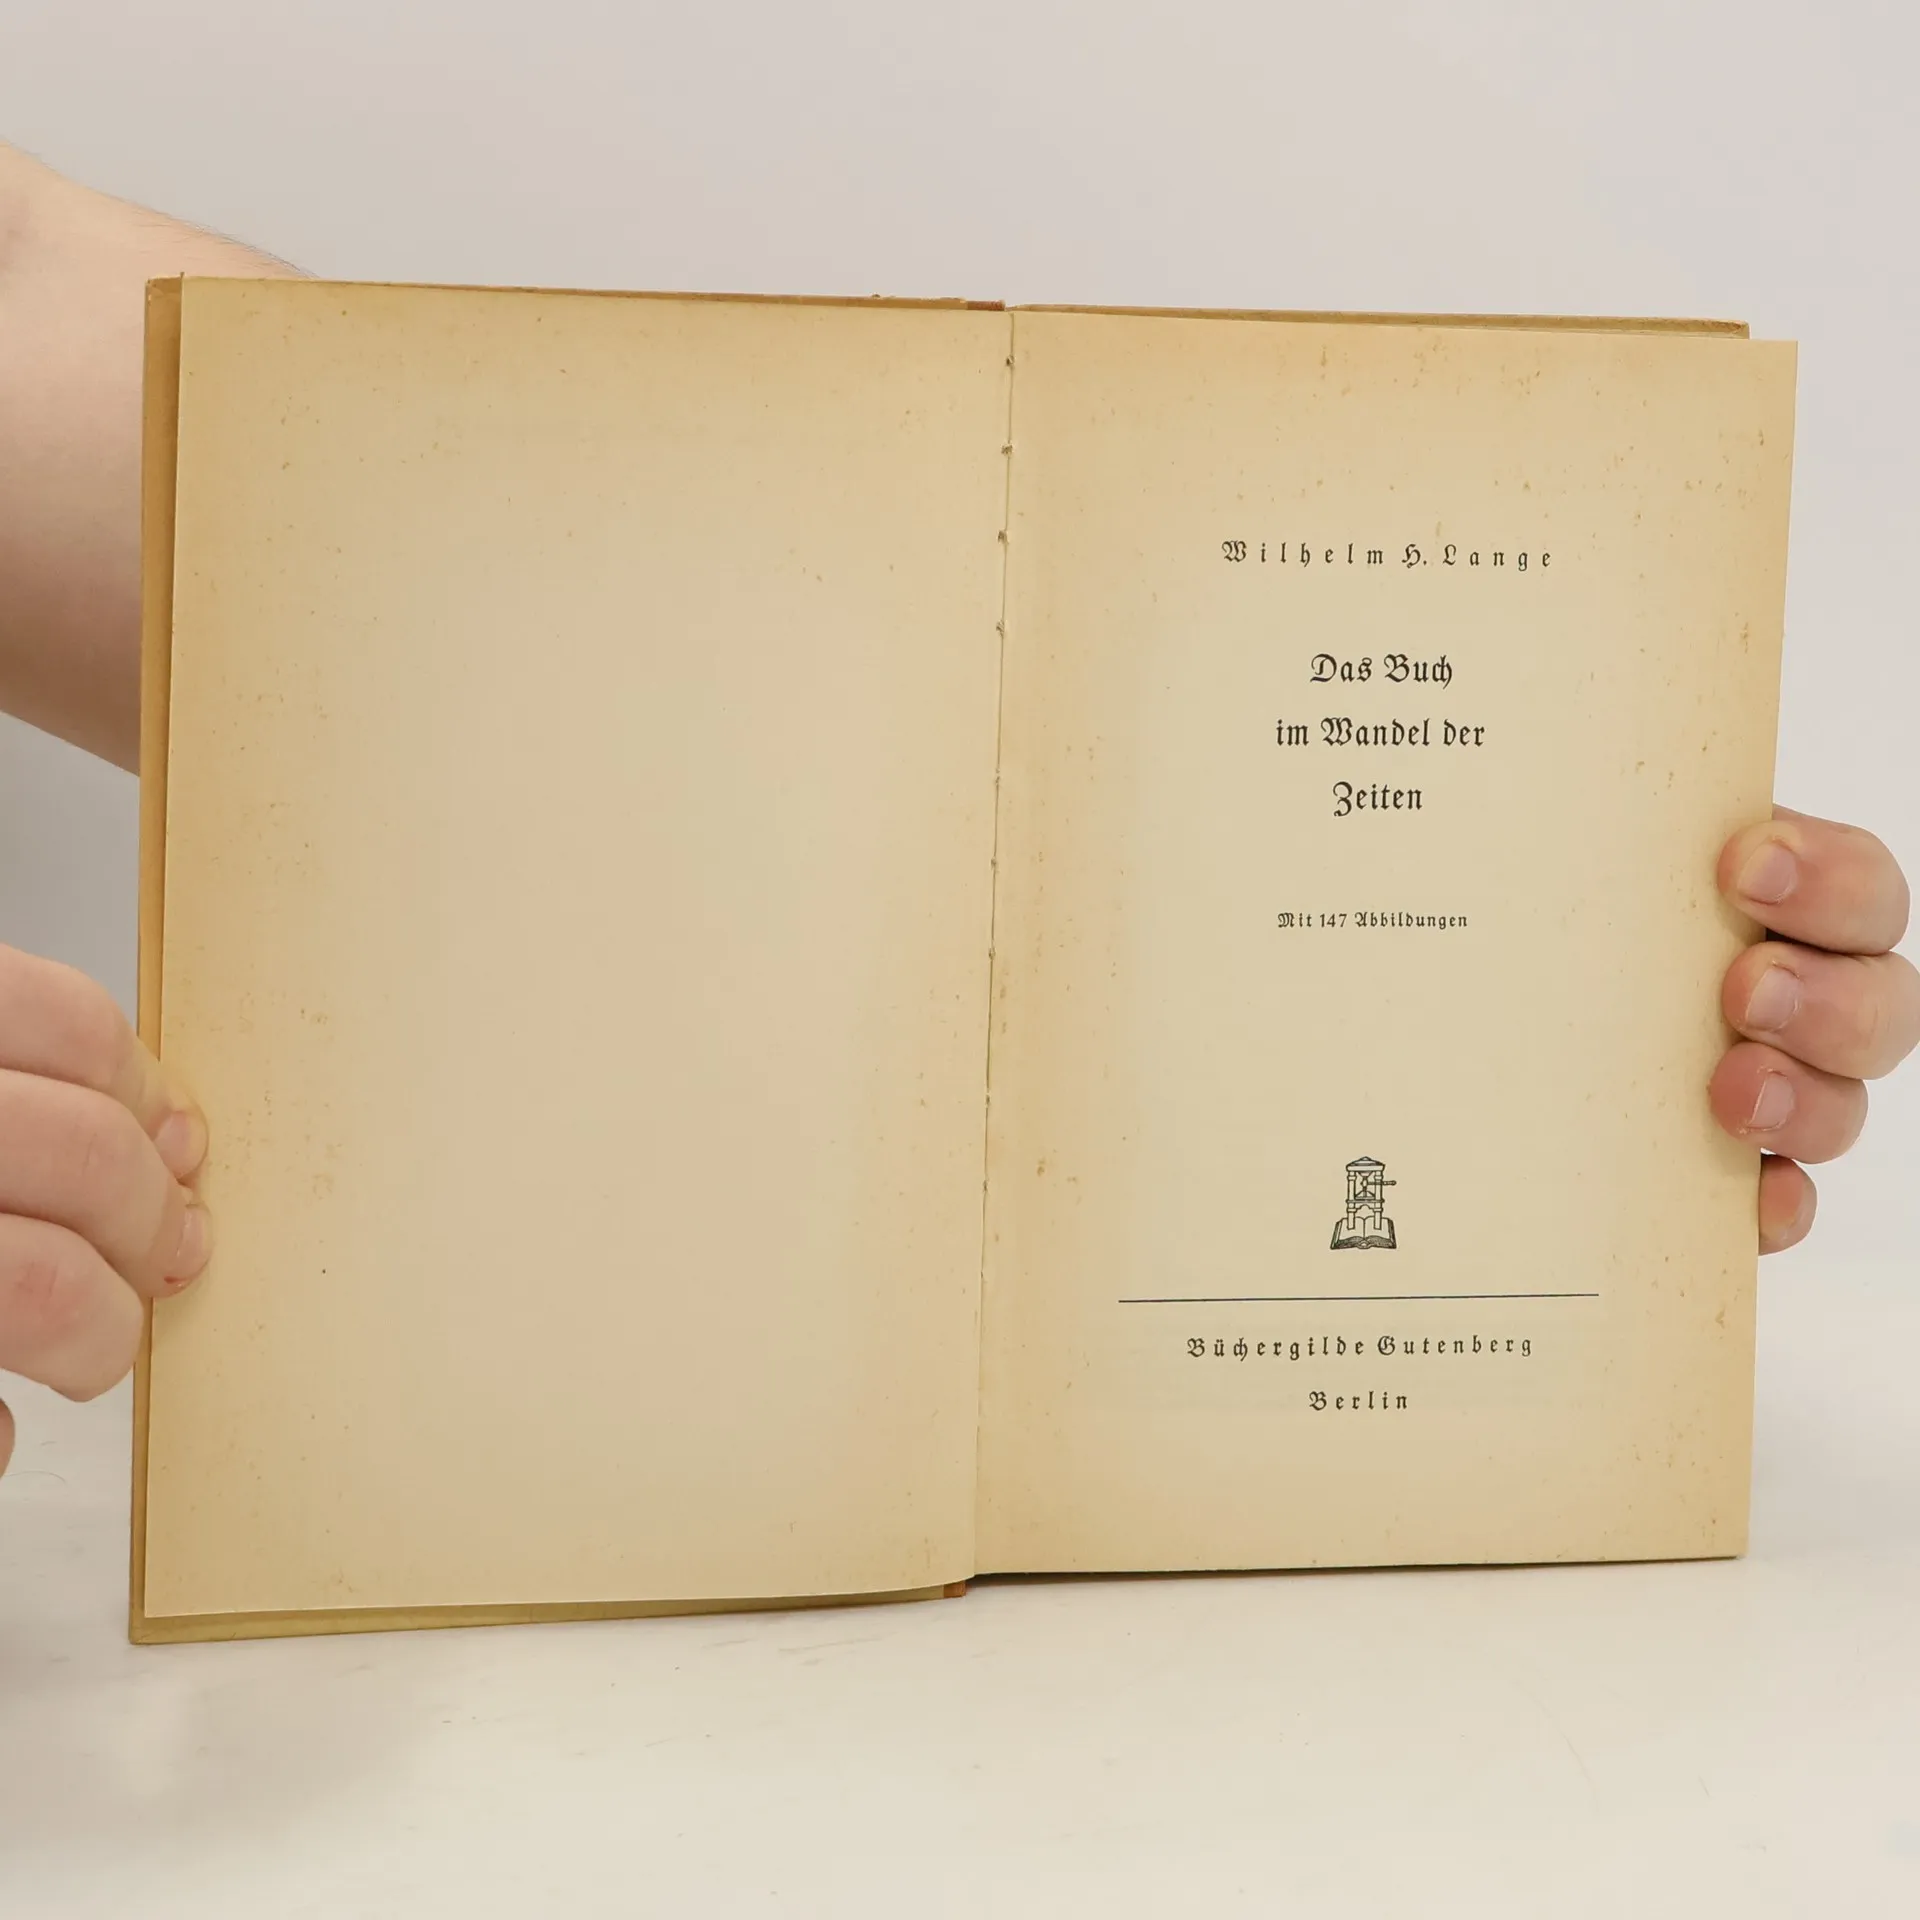 Wilhelm H. Lange
Das Buch
im Wandel der
Zeiten
Mit 147 Abbildungen
Büchergilde Gutenberg
Berlin